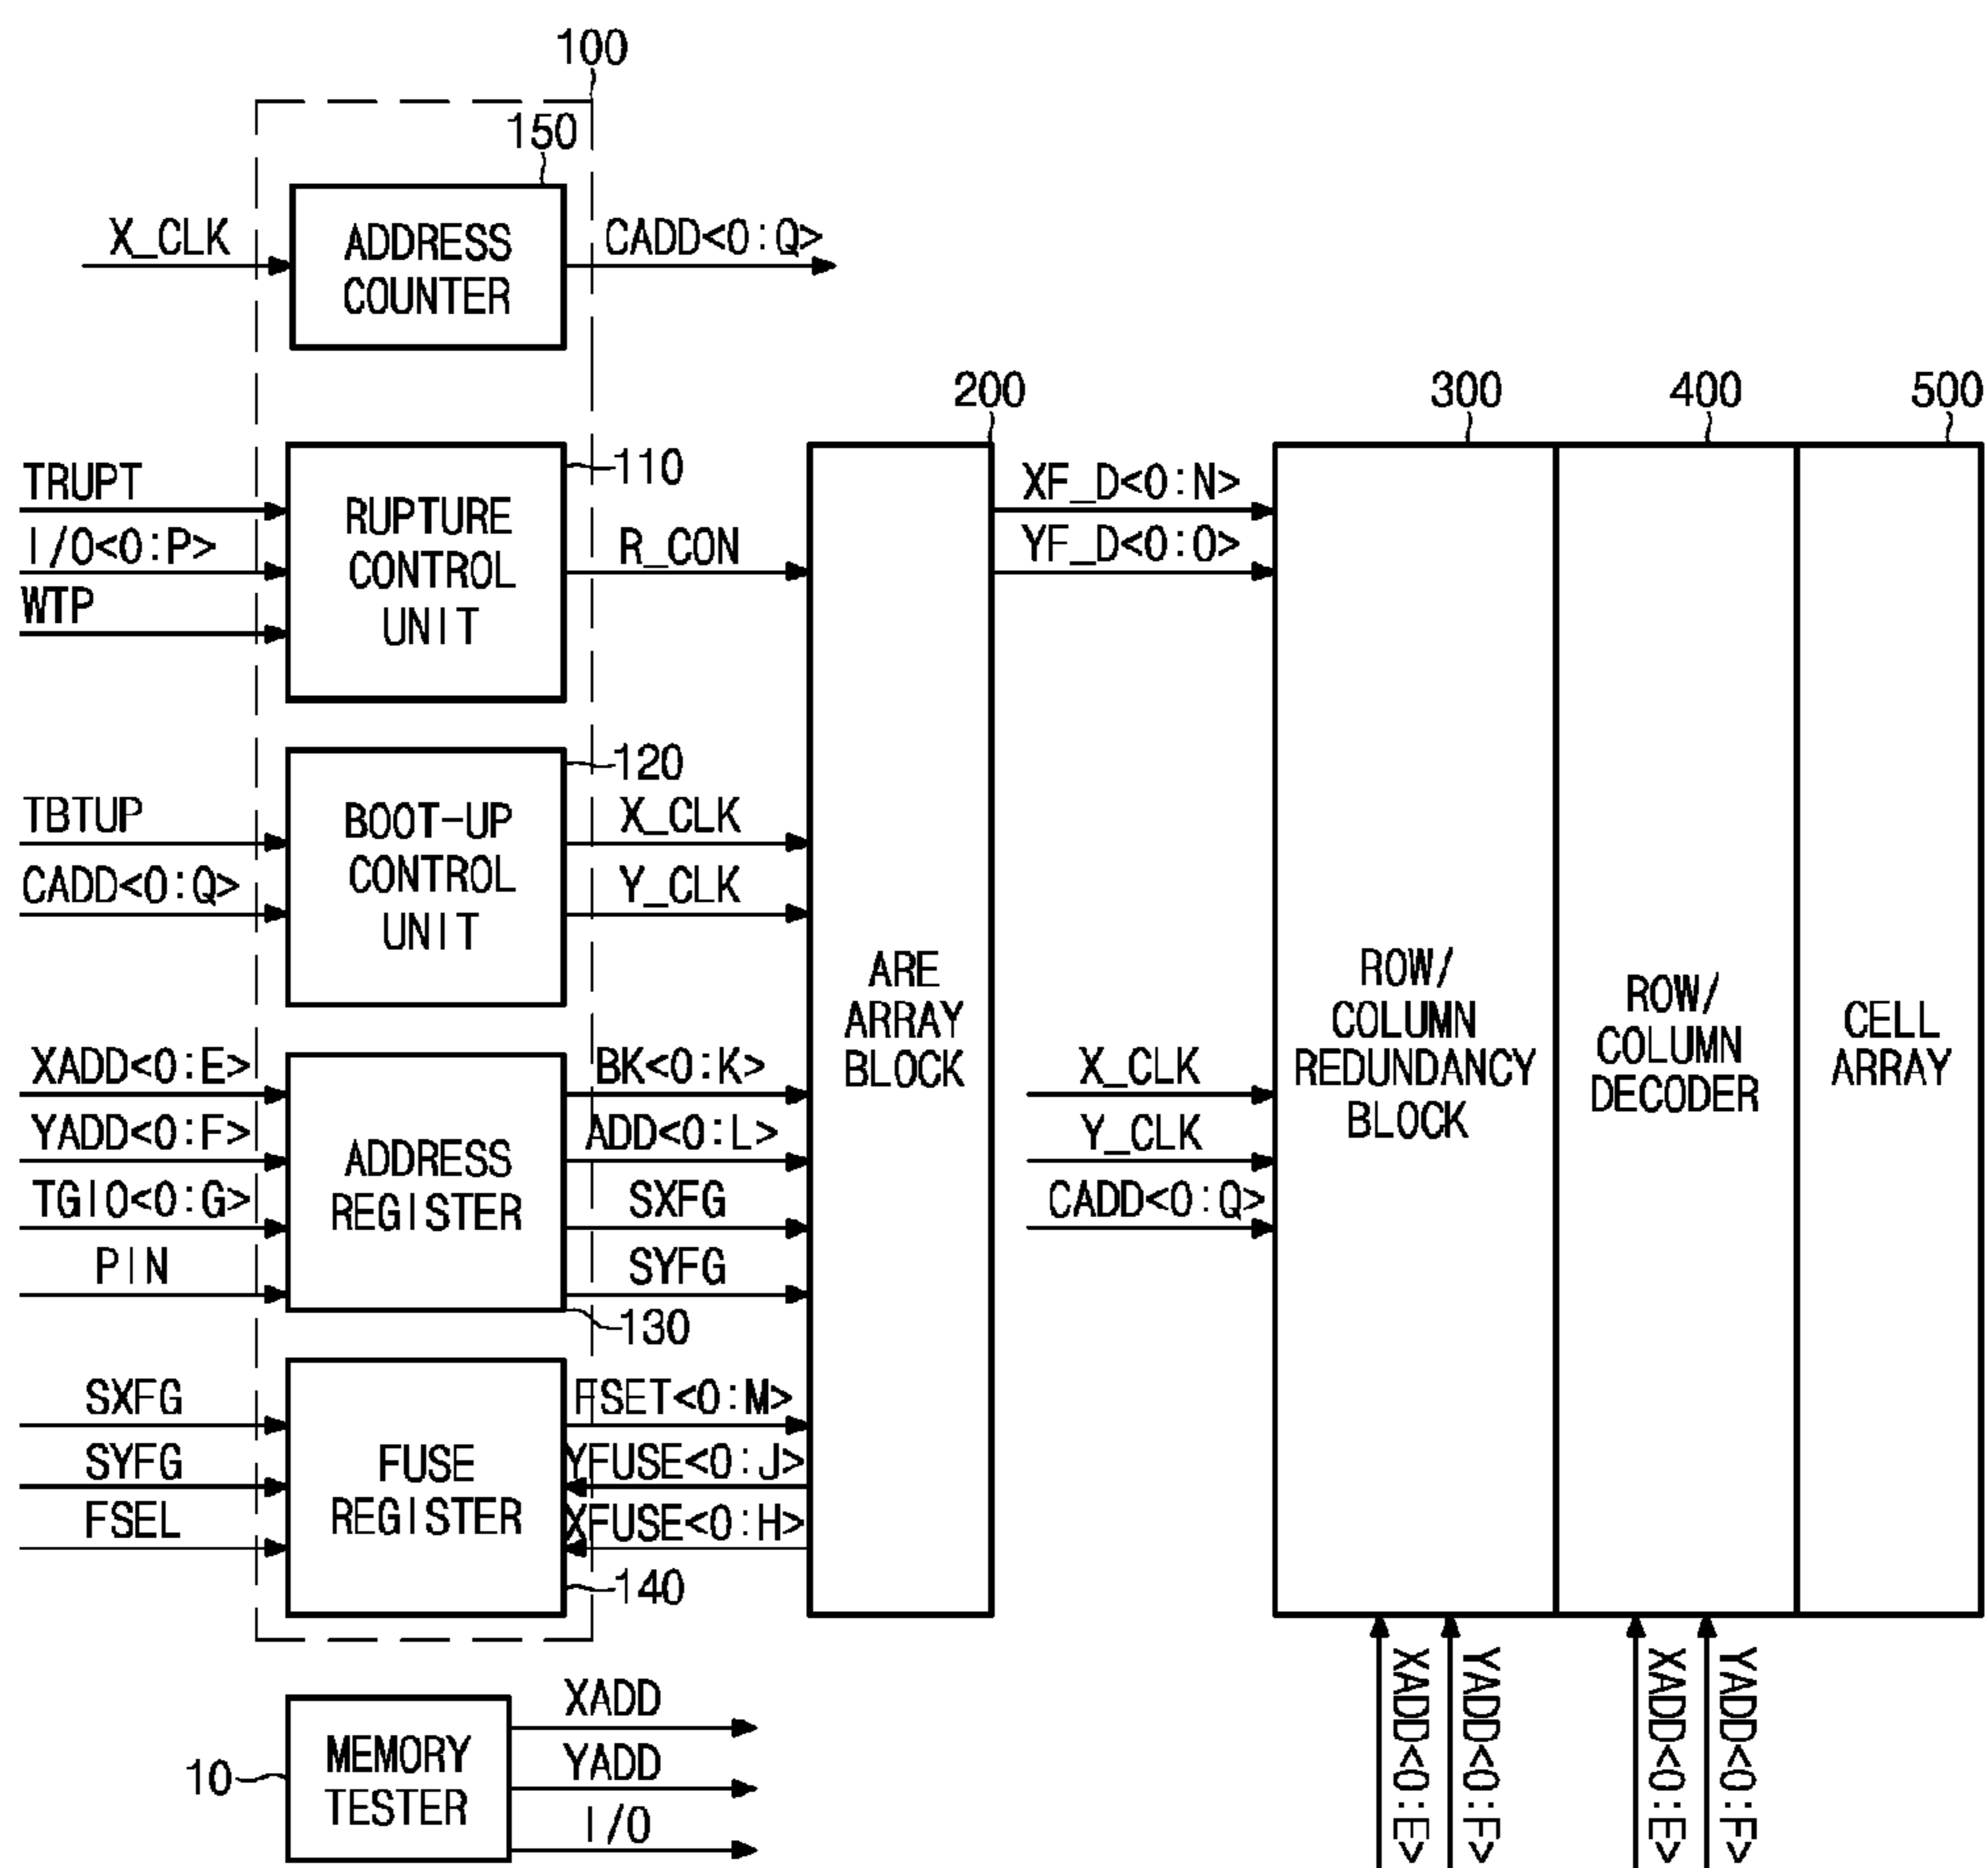 100
150
X_CLK
ADDRESS
COUNTER
CADD<0:Q>
200
300
400
500
TRUPT
I/O<0:P>
WTP
RUPTURE
CONTROL
UNIT
110
R_CON
XF_D<0:N>
YF_D<0:O>
TBTUP
CADD<0:Q>
BOOT-UP
CONTROL
UNIT
120
X_CLK
Y_CLK
ARE
ARRAY
BLOCK
ROW/
COLUMN
REDUNDANCY
BLOCK
ROW/
COLUMN
DECODER
CELL
ARRAY
XADD<0:E>
YADD<0:F>
TGIO<0:G>
PIN
ADDRESS
REGISTER
130
BK<0:K>
ADD<0:L>
SXFG
SYFG
X_CLK
Y_CLK
CADD<0:Q>
SXFG
SYFG
FSEL
FUSE
REGISTER
140
FSET<0:M>
YFUSE<0:J>
XFUSE<0:H>
10
MEMORY
TESTER
XADD
YADD
I/O
XADD<0:E>
YADD<0:F>
XADD<0:E>
YADD<0:F>